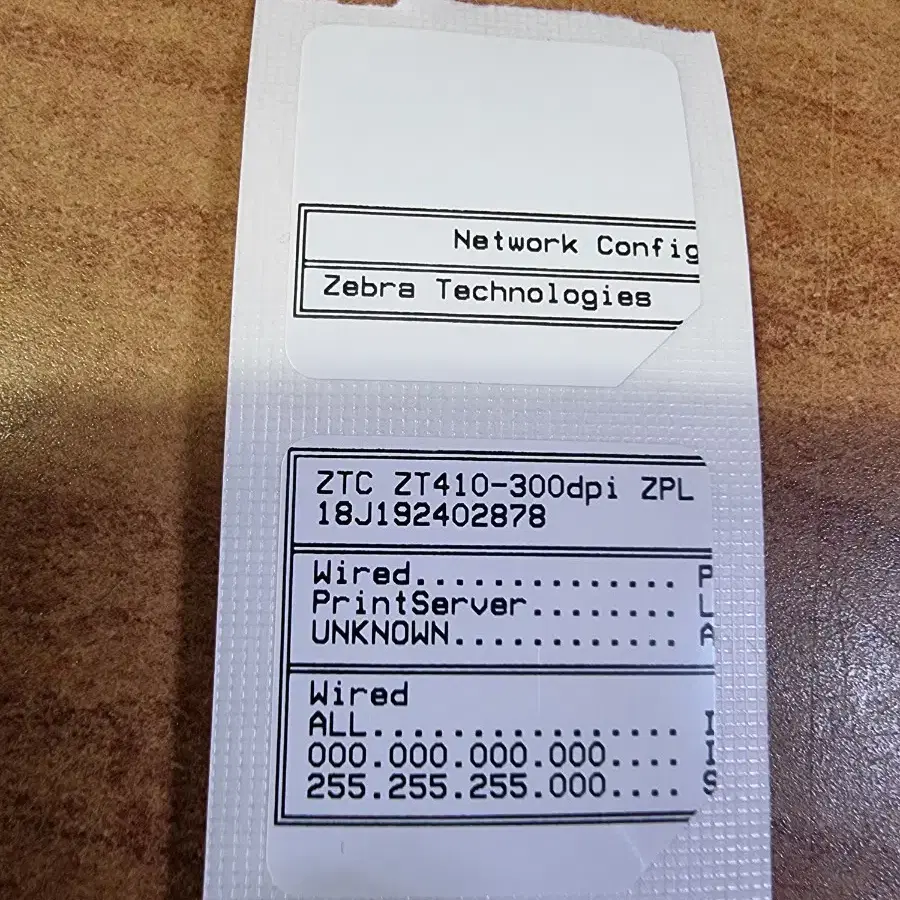 Network Config
Zebra Technologies
ZTC ZT410-300dpi ZPL
18J192402878
Wired.............. P
PrintServer........ L
UNKNOWN............ A
Wired
ALL................ I
000.000.000.000.... I
255.255.255.000.... S